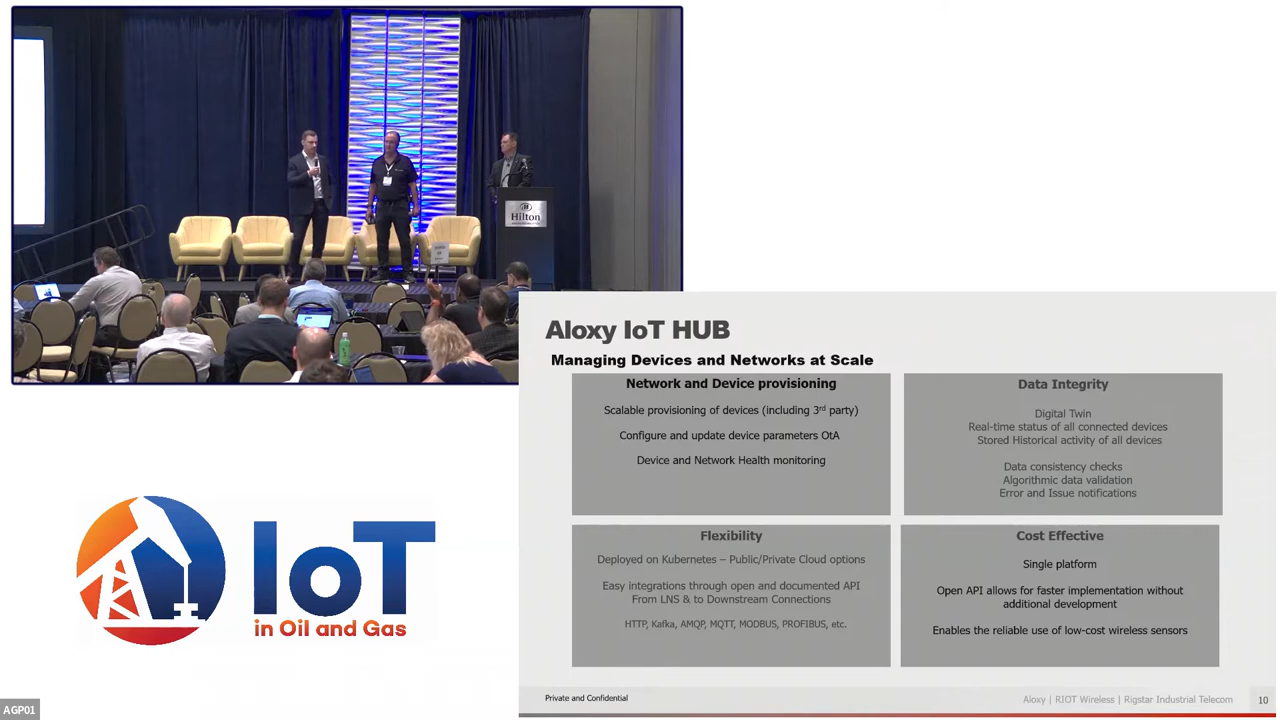 Hilton
Aloxy IoT HUB
Managing Devices and Networks at Scale
Network and Device provisioning
Scalable provisioning of devices (including 3rd party)
Configure and update device parameters OtA
Device and Network Health monitoring
Data Integrity
Digital Twin
Real-time status of all connected devices
Stored Historical activity of all devices
Data consistency checks
Algorithmic data validation
Error and Issue notifications
Flexibility
Deployed on Kubernetes – Public/Private Cloud options
Easy integrations through open and documented API
From LNS & to Downstream Connections
HTTP, Kafka, AMQP, MQTT, MODBUS, PROFIBUS, etc.
Cost Effective
Single platform
Open API allows for faster implementation without
additional development
Enables the reliable use of low-cost wireless sensors
IoT
in Oil and Gas
Private and Confidential
Aloxy | RIOT Wireless | Rigstar Industrial Telecom
10
AGP01